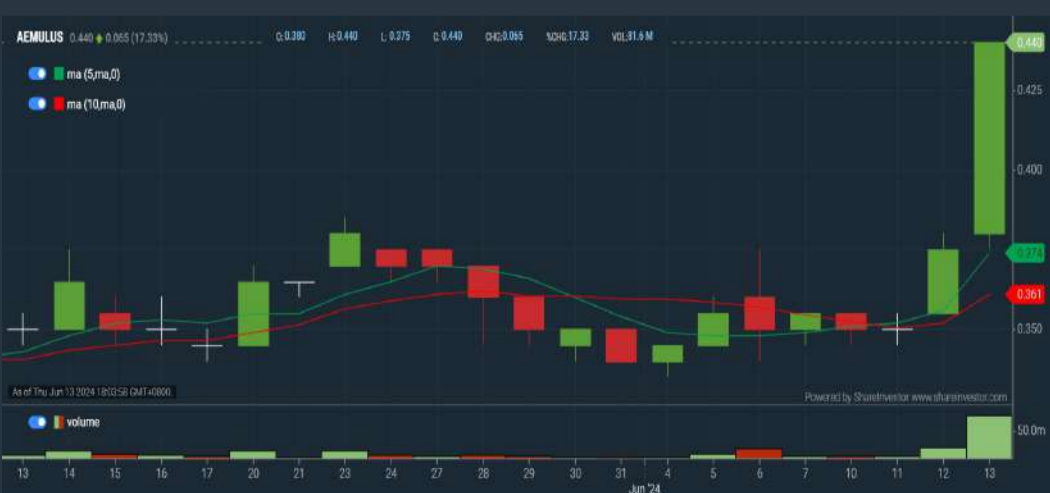 AEMULUS 0.440 0.065 (17.33%) O: 0.380 H: 0.440 L: 0.375 C: 0.440 CHG: 0.065 %CHG: 17.33 VOL: 81.6 M
0.440
ma (5,ma,0)
0.425
ma (10,ma,0)
0.400
0.374
0.361
0.350
As of Thu Jun 13 2024 18:03:58 GMT+0800
Powered by ShareInvestor www.shareinvestor.com
volume
50.0m
13 14 15 16 17 20 21 23 24 27 28 29 30 31 4 5 6 7 10 11 12 13
Jun '24